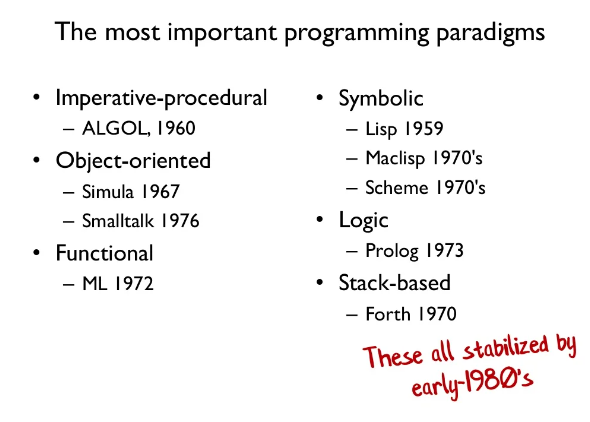 The most important programming paradigms
• Imperative-procedural
– ALGOL, 1960
• Object-oriented
– Simula 1967
– Smalltalk 1976
• Functional
– ML 1972
• Symbolic
– Lisp 1959
– Maclisp 1970's
– Scheme 1970's
• Logic
– Prolog 1973
• Stack-based
– Forth 1970
These all stabilized by
early-1980's